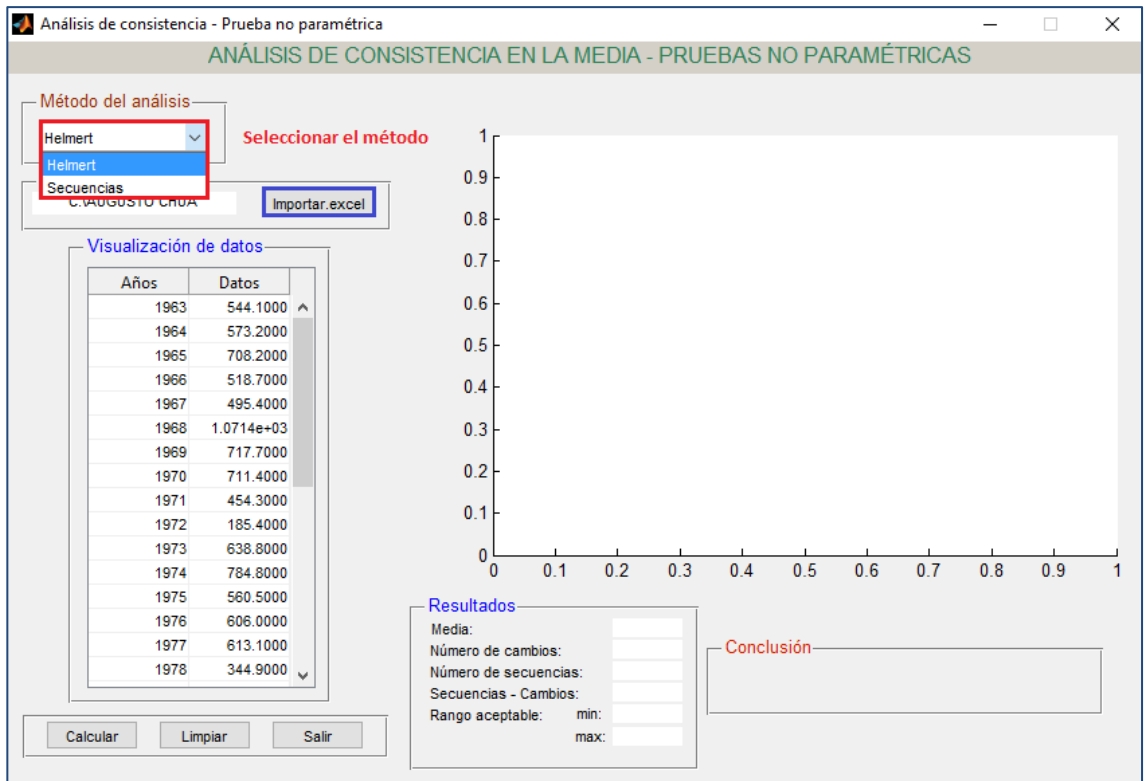 Análisis de consistencia - Prueba no paramétrica
ANÁLISIS DE CONSISTENCIA EN LA MEDIA - PRUEBAS NO PARAMÉTRICAS
Método del análisis
Helmert
Seleccionar el método
Helmert
Secuencias
C:\AUGUSTO CHUA
Importar.excel
Visualización de datos
Años Datos
1963 544.1000
1964 573.2000
1965 708.2000
1966 518.7000
1967 495.4000
1968 1.0714e+03
1969 717.7000
1970 711.4000
1971 454.3000
1972 185.4000
1973 638.8000
1974 784.8000
1975 560.5000
1976 606.0000
1977 613.1000
1978 344.9000
Calcular Limpiar Salir
1
0.9
0.8
0.7
0.6
0.5
0.4
0.3
0.2
0.1
0
0 0.1 0.2 0.3 0.4 0.5 0.6 0.7 0.8 0.9 1
Resultados
Media:
Número de cambios:
Número de secuencias:
Secuencias - Cambios:
Rango aceptable: min:
max:
Conclusión